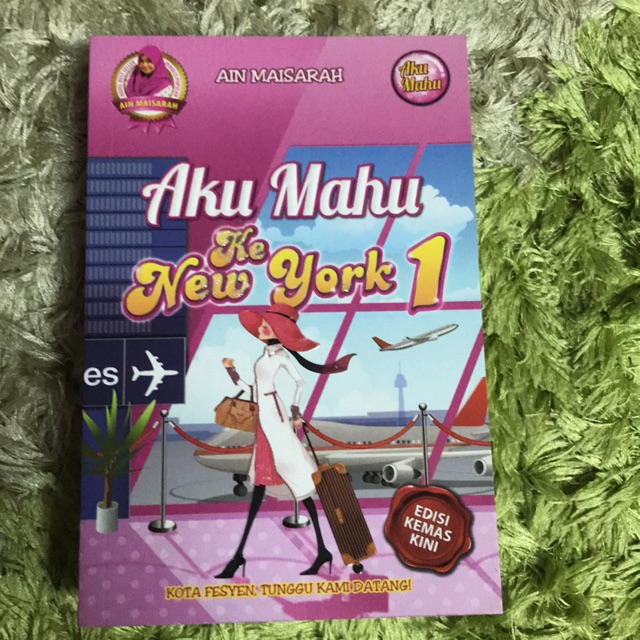 AIN MAISARAH
AIN MAISARAH
Aku
Mahu
Aku Mahu
Ke
New York 1
es
EDISI
KEMAS
KINI
KOTA FESYEN, TUNGGU KAMI DATANG!